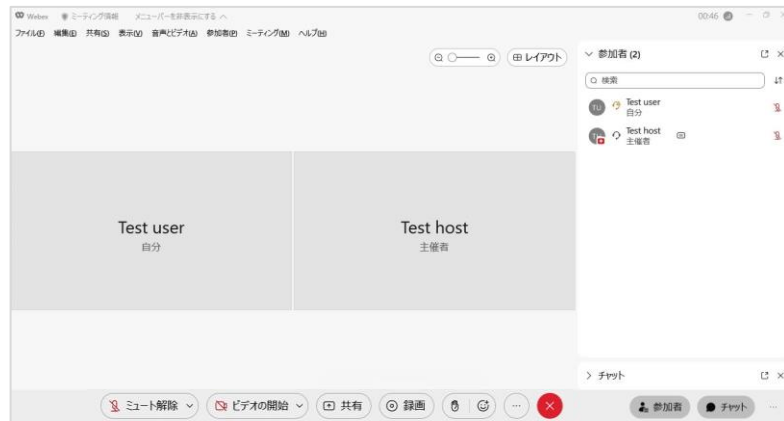 Webex ミーティング情報 メニューバーを非表示にする 00:46
ファイル(F) 編集(E) 共有(S) 表示(V) 音声とビデオ(A) 参加者(P) ミーティング(M) ヘルプ(H)
レイアウト
参加者 (2)
検索
TU Test user
自分
Test host
主催者
Test user
自分
Test host
主催者
チャット
ミュート解除 ビデオの開始 共有 録画 参加者 チャット